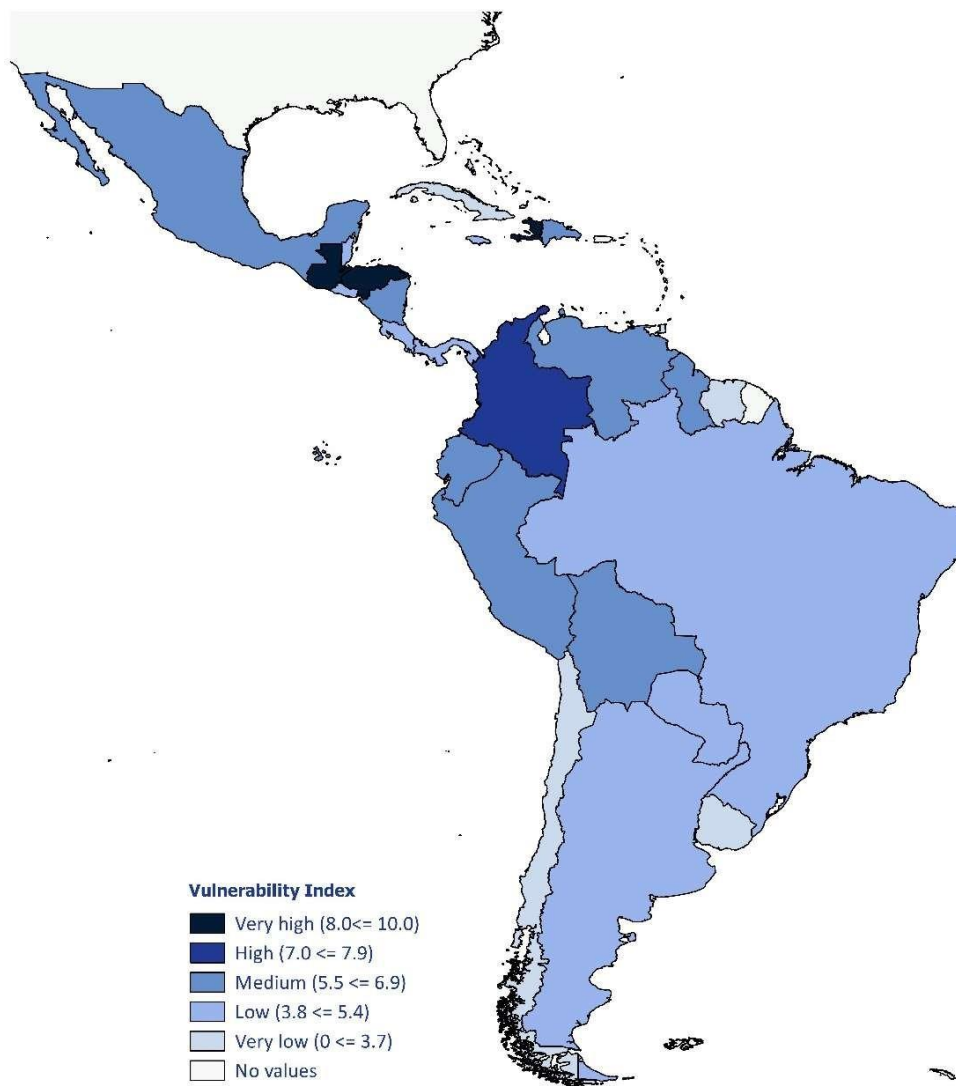 Vulnerability Index
Very high (8.0<= 10.0)
High (7.0 <= 7.9)
Medium (5.5 <= 6.9)
Low (3.8 <= 5.4)
Very low (0 <= 3.7)
No values